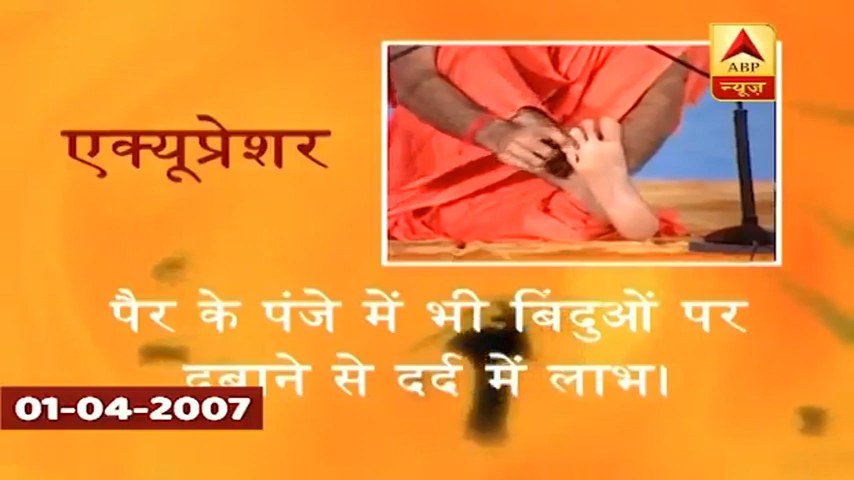 ABP
न्यूज़
एक्यूप्रेशर
पैर के पंजे में भी बिंदुओं पर
दबाने से दर्द में लाभ।
01-04-2007